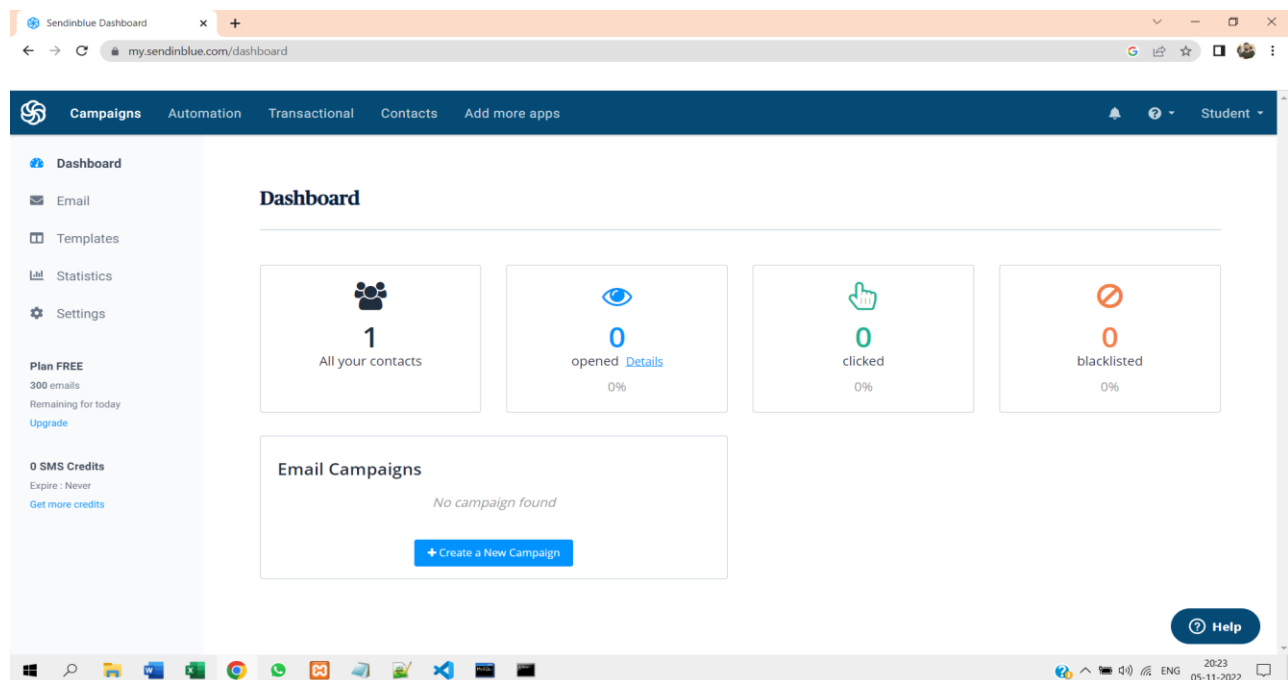 Sendinblue Dashboard
my.sendinblue.com/dashboard
Campaigns Automation Transactional Contacts Add more apps Student
Dashboard
Email
Templates
Statistics
Settings
Plan FREE
300 emails
Remaining for today
Upgrade
0 SMS Credits
Expire : Never
Get more credits
Dashboard
1
All your contacts
0
opened Details
0%
0
clicked
0%
0
blacklisted
0%
Email Campaigns
No campaign found
+ Create a New Campaign
Help
ENG
20:23
05-11-2022